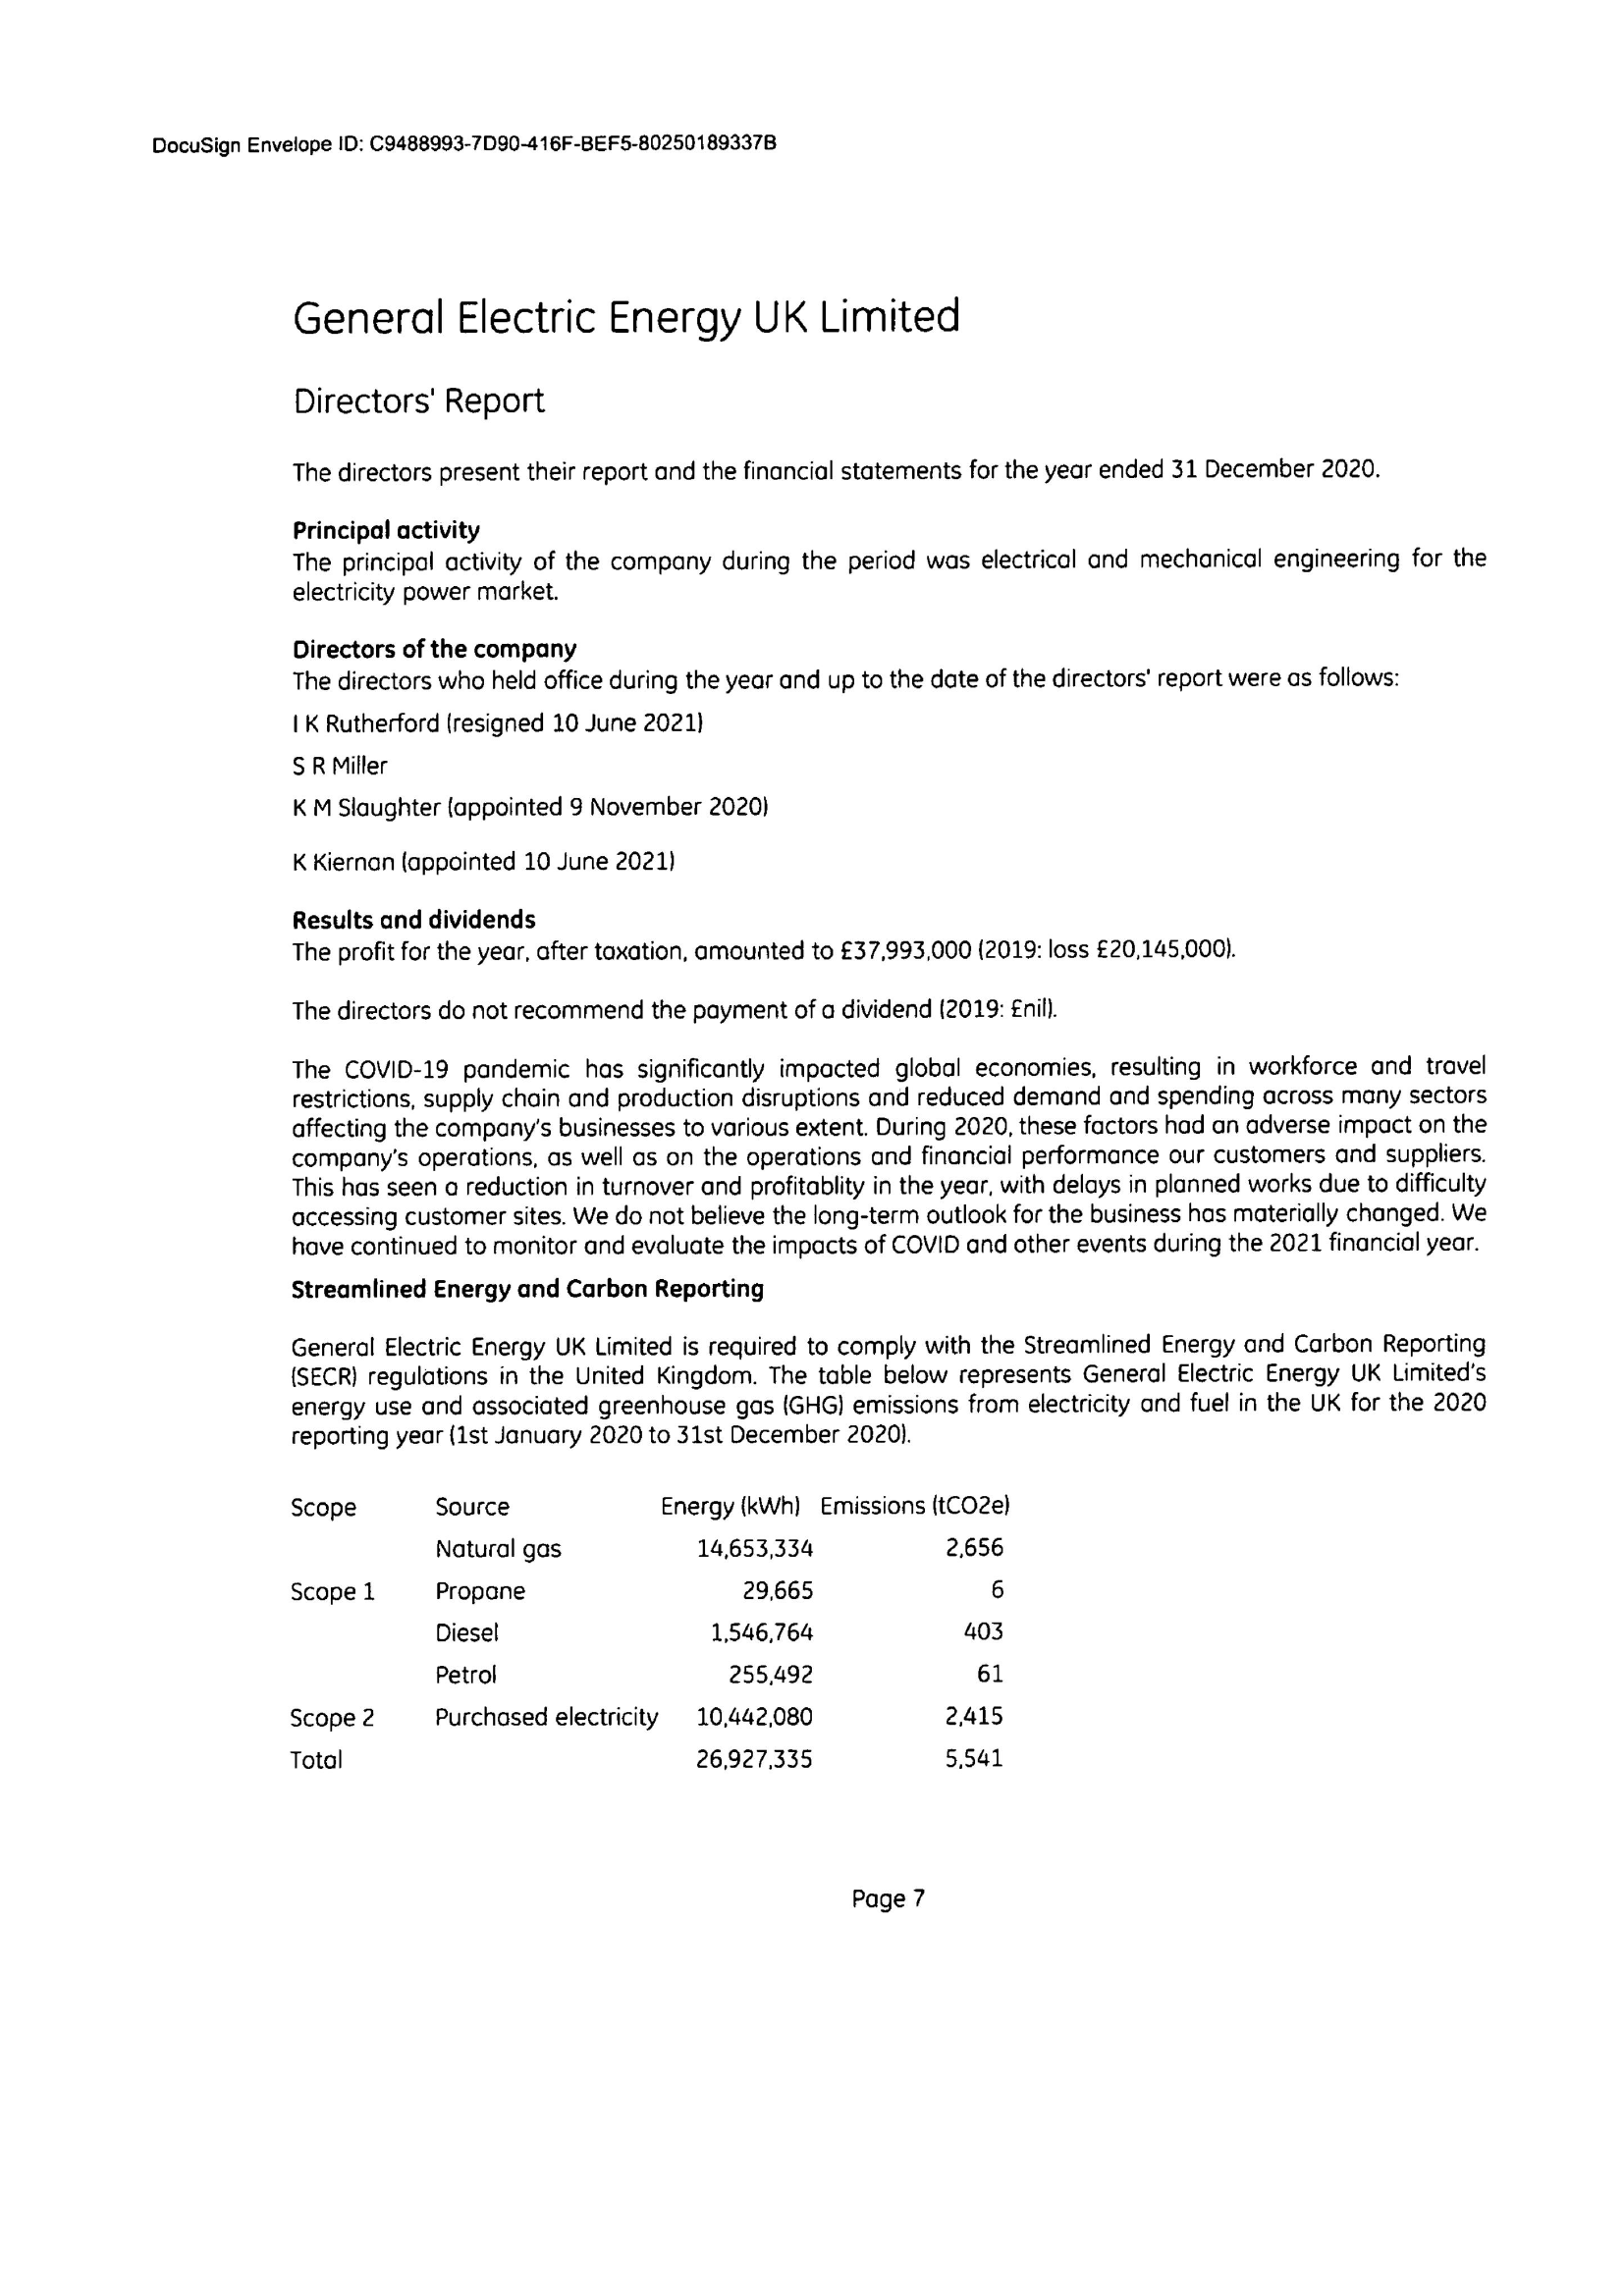 DocuSign Envelope ID: C9488993-7D90-416F-BEF5-80250189337B
General Electric Energy UK Limited
Directors' Report
The directors present their report and the financial statements for the year ended 31 December 2020.
Principal activity
The principal activity of the company during the period was electrical and mechanical engineering for the
electricity power market.
Directors of the company
The directors who held office during the year and up to the date of the directors' report were as follows:
I K Rutherford (resigned 10 June 2021)
S R Miller
K M Slaughter (appointed 9 November 2020)
K Kiernan (appointed 10 June 2021)
Results and dividends
The profit for the year, after taxation, amounted to £37,993,000 (2019: loss £20,145,000).
The directors do not recommend the payment of a dividend (2019: £nil).
The COVID-19 pandemic has significantly impacted global economies, resulting in workforce and travel
restrictions, supply chain and production disruptions and reduced demand and spending across many sectors
affecting the company's businesses to various extent. During 2020, these factors had an adverse impact on the
company's operations, as well as on the operations and financial performance our customers and suppliers.
This has seen a reduction in turnover and profitablity in the year, with delays in planned works due to difficulty
accessing customer sites. We do not believe the long-term outlook for the business has materially changed. We
have continued to monitor and evaluate the impacts of COVID and other events during the 2021 financial year.
Streamlined Energy and Carbon Reporting
General Electric Energy UK Limited is required to comply with the Streamlined Energy and Carbon Reporting
(SECR) regulations in the United Kingdom. The table below represents General Electric Energy UK Limited's
energy use and associated greenhouse gas (GHG) emissions from electricity and fuel in the UK for the 2020
reporting year (1st January 2020 to 31st December 2020).
Scope Source Energy (kWh) Emissions (tCO2e)
Natural gas 14,653,334 2,656
Scope 1 Propane 29,665 6
Diesel 1,546,764 403
Petrol 255,492 61
Scope 2 Purchased electricity 10,442,080 2,415
Total 26,927,335 5,541
Page 7